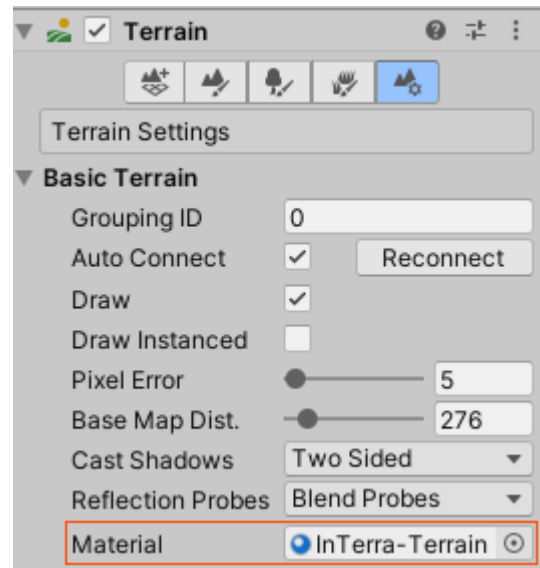 Terrain
Terrain Settings
Basic Terrain
Grouping ID 0
Auto Connect Reconnect
Draw
Draw Instanced
Pixel Error 5
Base Map Dist. 276
Cast Shadows Two Sided
Reflection Probes Blend Probes
Material InTerra-Terrain